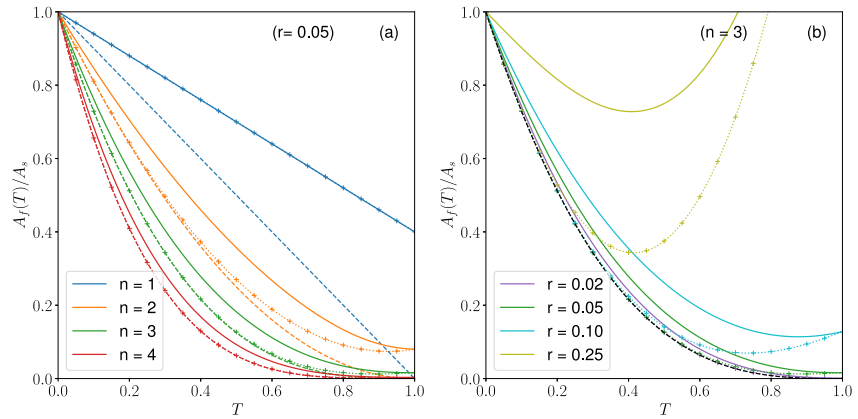 (r= 0.05) (a)
A_f(T)/A_s
1.0
0.8
0.6
0.4
0.2
0.0
n = 1
n = 2
n = 3
n = 4
0.0 0.2 0.4 0.6 0.8 1.0
T
(n = 3) (b)
A_f(T)/A_s
1.0
0.8
0.6
0.4
0.2
0.0
r = 0.02
r = 0.05
r = 0.10
r = 0.25
0.0 0.2 0.4 0.6 0.8 1.0
T